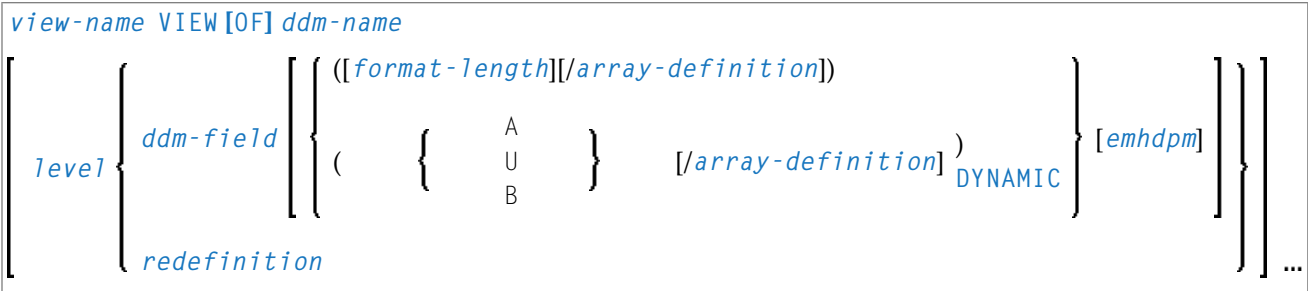 view-name VIEW [OF] ddm-name
([format-length][/array-definition])
A
level ddm-field ( U [/array-definition] ) DYNAMIC [emhdpm]
B
redefinition ...